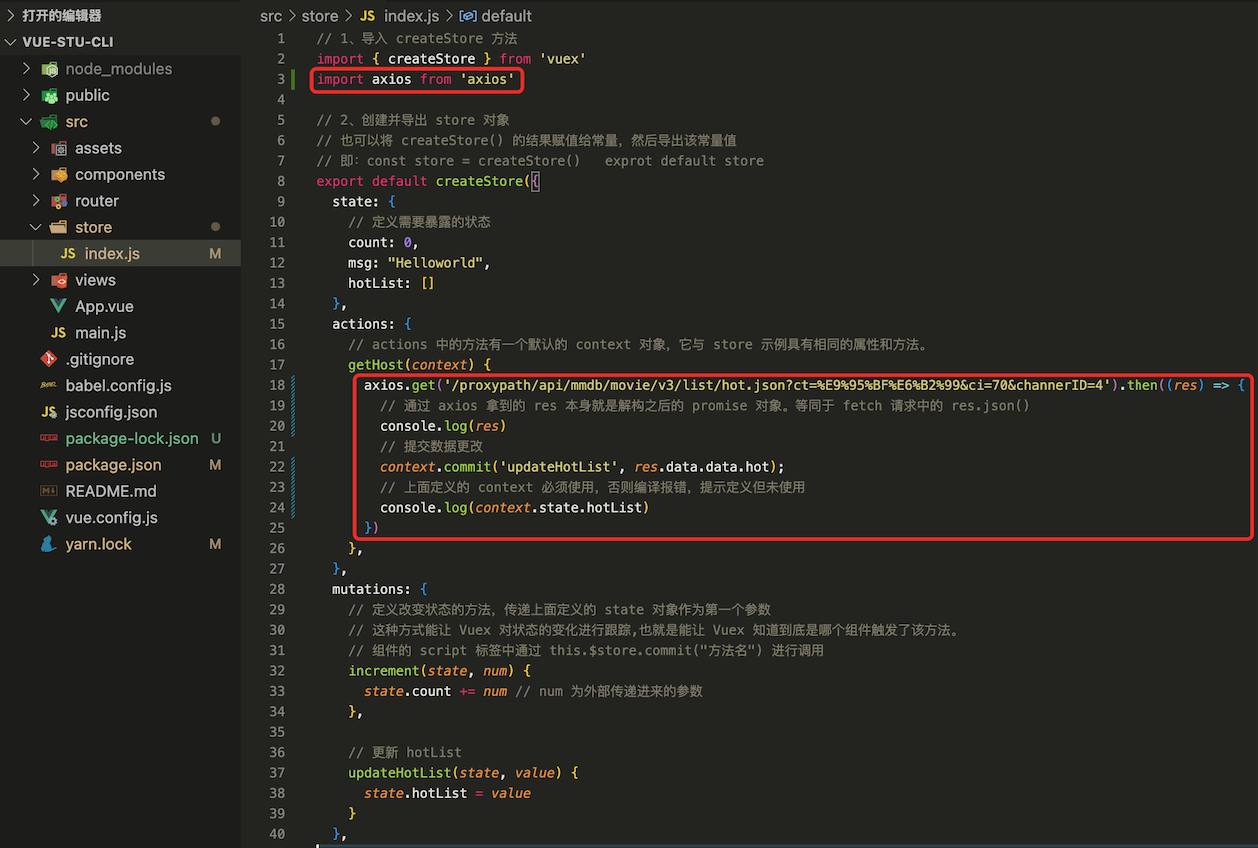 打开的编辑器
VUE-STU-CLI
node_modules
public
src
assets
components
router
store
JS index.js M
views
App.vue
JS main.js
.gitignore
babel.config.js
JS jsconfig.json
package-lock.json U
package.json M
README.md
vue.config.js
yarn.lock M
src > store > JS index.js > default
1 // 1、导入 createStore 方法
2 import { createStore } from 'vuex'
3 import axios from 'axios'
4
5 // 2、创建并导出 store 对象
6 // 也可以将 createStore() 的结果赋值给常量，然后导出该常量值
7 // 即：const store = createStore()   exprot default store
8 export default createStore({
9 state: {
10 // 定义需要暴露的状态
11 count: 0,
12 msg: "Helloworld",
13 hotList: []
14 },
15 actions: {
16 // actions 中的方法有一个默认的 context 对象，它与 store 示例具有相同的属性和方法。
17 getHost(context) {
18 axios.get('/proxypath/api/mmdb/movie/v3/list/hot.json?ct=%E9%95%BF%E6%B2%99&ci=70&channerID=4').then((res) => {
19 // 通过 axios 拿到的 res 本身就是解构之后的 promise 对象。等同于 fetch 请求中的 res.json()
20 console.log(res)
21 // 提交数据更改
22 context.commit('updateHotList', res.data.data.hot);
23 // 上面定义的 context 必须使用，否则编译报错，提示定义但未使用
24 console.log(context.state.hotList)
25 })
26 },
27 },
28 mutations: {
29 // 定义改变状态的方法，传递上面定义的 state 对象作为第一个参数
30 // 这种方式能让 Vuex 对状态的变化进行跟踪,也就是能让 Vuex 知道到底是哪个组件触发了该方法。
31 // 组件的 script 标签中通过 this.$store.commit("方法名") 进行调用
32 increment(state, num) {
33 state.count += num // num 为外部传递进来的参数
34 },
35
36 // 更新 hotList
37 updateHotList(state, value) {
38 state.hotList = value
39 }
40 },